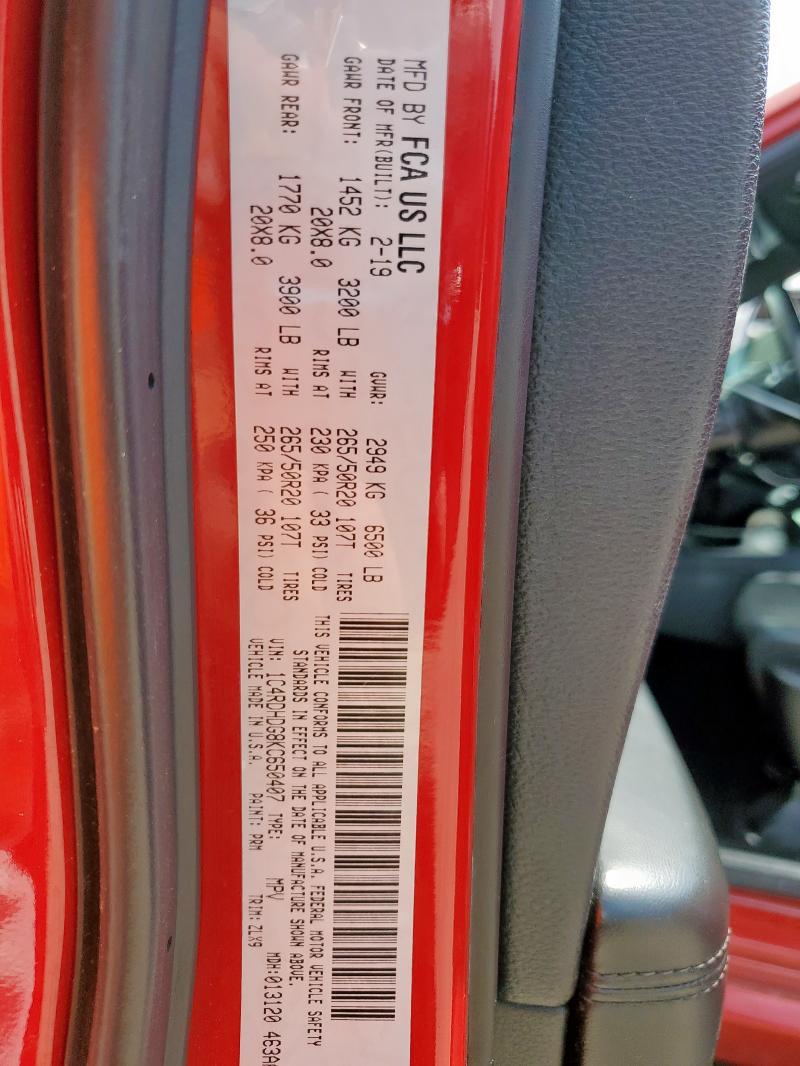 MFD BY FCA US LLC
DATE OF MFR(BUILT): 2-19 GVWR: 2949 KG 6500 LB
GAWR FRONT: 1452 KG 3200 LB WITH 265/50R20 107T TIRES
20X8.0 RIMS AT 230 KPA ( 33 PSI) COLD
GAWR REAR: 1770 KG 3900 LB WITH 265/50R20 107T TIRES
20X8.0 RIMS AT 250 KPA ( 36 PSI) COLD
THIS VEHICLE CONFORMS TO ALL APPLICABLE U.S.A. FEDERAL MOTOR VEHICLE SAFETY
STANDARDS IN EFFECT ON THE DATE OF MANUFACTURE SHOWN ABOVE.
VIN: 1C4RDHDG8KC650407 TYPE: MPV MDH:013120 463A
VEHICLE MADE IN U.S.A. PAINT: PRM TRIM: ZLX9